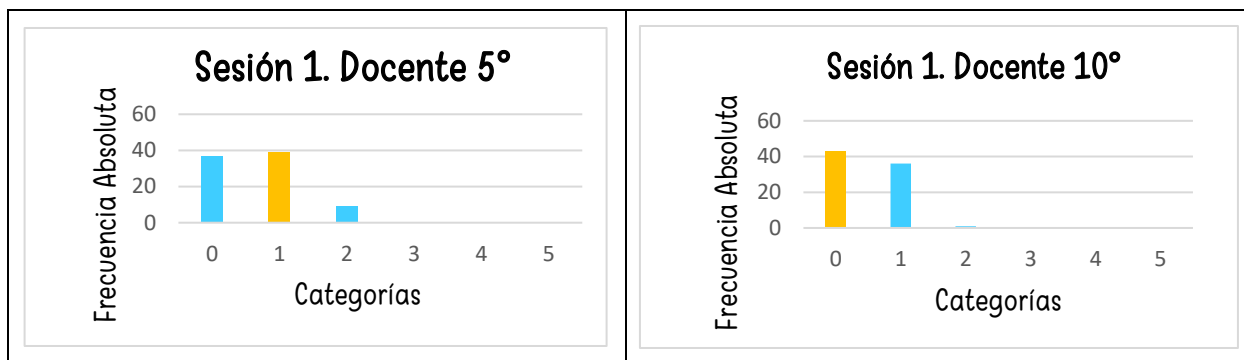 Sesión 1. Docente 5°
Frecuencia Absoluta
60
40
20
0
0 1 2 3 4 5
Categorías
Sesión 1. Docente 10°
Frecuencia Absoluta
60
40
20
0
0 1 2 3 4 5
Categorías